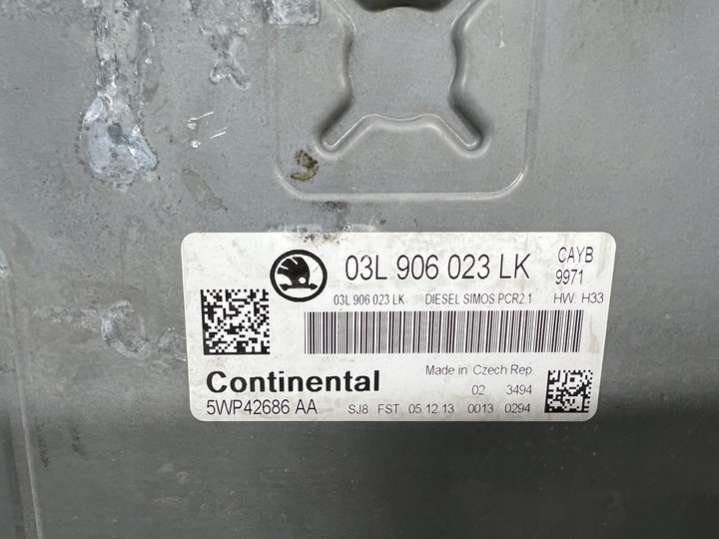 03L 906 023 LK
CAYB
9971
03L 906 023 LK DIESEL SIMOS PCR2.1 HW: H33
Continental
Made in Czech Rep.
02 3494
5WP42686 AA SJ8 FST 05.12.13 0013 0294